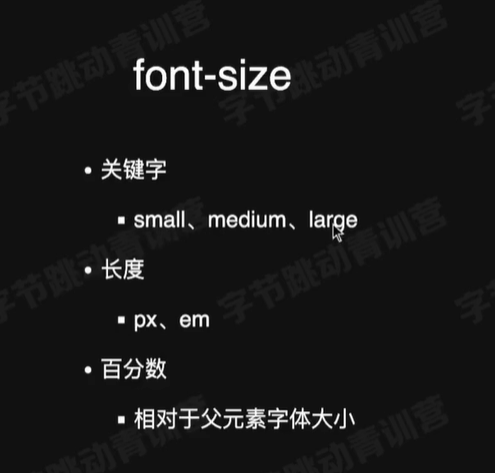 font-size
• 关键字
▪ small、medium、large
• 长度
▪ px、em
• 百分数
▪ 相对于父元素字体大小
字节跳动青训营